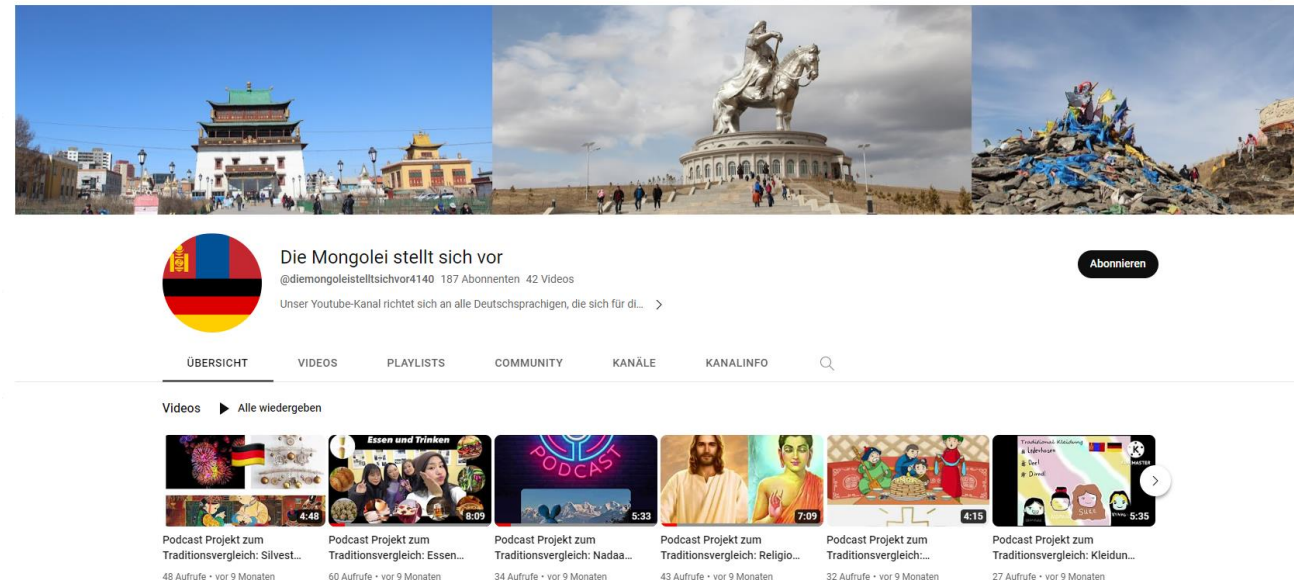 Die Mongolei stellt sich vor
@diemongoleistelltsichvor4140 187 Abonnenten 42 Videos
Abonnieren
Unser Youtube-Kanal richtet sich an alle Deutschsprachigen, die sich für di...
ÜBERSICHT VIDEOS PLAYLISTS COMMUNITY KANÄLE KANALINFO
Videos Alle wiedergeben
4:48
Essen und Trinken
8:09
PODCAST
5:33
7:09
4:15
Traditional Kleidung
Lederhosen
Deel
Dirndl
K
MASTER
5:35
Podcast Projekt zum
Traditionsvergleich: Silvest...
48 Aufrufe • vor 9 Monaten
Podcast Projekt zum
Traditionsvergleich: Essen...
60 Aufrufe • vor 9 Monaten
Podcast Projekt zum
Traditionsvergleich: Nadaa...
34 Aufrufe • vor 9 Monaten
Podcast Projekt zum
Traditionsvergleich: Religio...
43 Aufrufe • vor 9 Monaten
Podcast Projekt zum
Traditionsvergleich:...
32 Aufrufe • vor 9 Monaten
Podcast Projekt zum
Traditionsvergleich: Kleidun...
27 Aufrufe • vor 9 Monaten